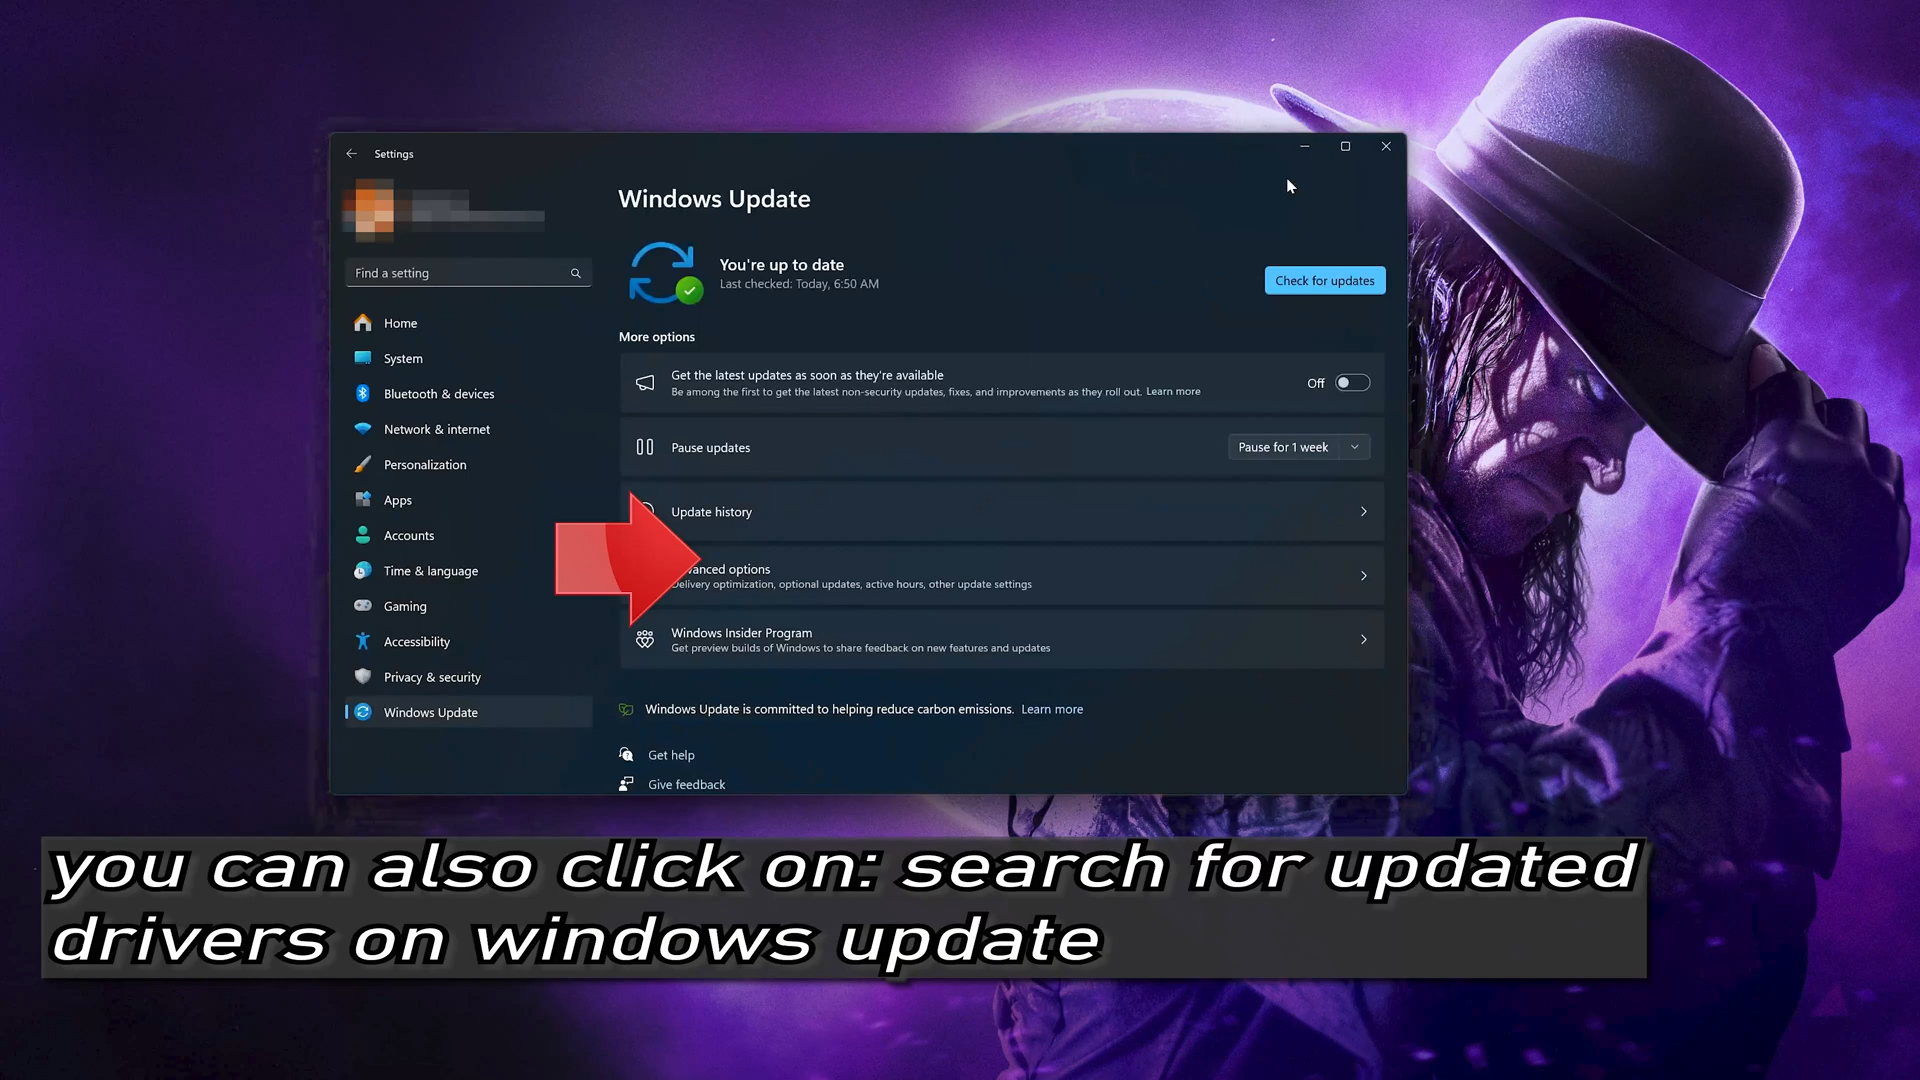 Settings
Find a setting
Home
System
Bluetooth & devices
Network & internet
Personalization
Apps
Accounts
Time & language
Gaming
Accessibility
Privacy & security
Windows Update
Windows Update
You're up to date
Last checked: Today, 6:50 AM
Check for updates
More options
Get the latest updates as soon as they're available
Be among the first to get the latest non-security updates, fixes, and improvements as they roll out. Learn more
Off
Pause updates
Pause for 1 week
Update history
options
Delivery optimization, optional updates, active hours, other update settings
Windows Insider Program
Get preview builds of Windows to share feedback on new features and updates
Windows Update is committed to helping reduce carbon emissions. Learn more
Get help
Give feedback
you can also click on: search for updated
drivers on windows update